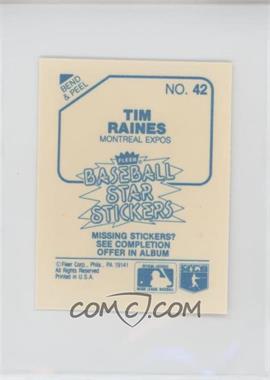 BEND
& PEEL
NO. 42
TIM
RAINES
MONTREAL EXPOS
FLEER
BASEBALL
STAR
STICKERS
MISSING STICKERS?
SEE COMPLETION
OFFER IN ALBUM
©Fleer Corp., Phila., PA 19141
All Rights Reserved
Printed in U.S.A.
COMC